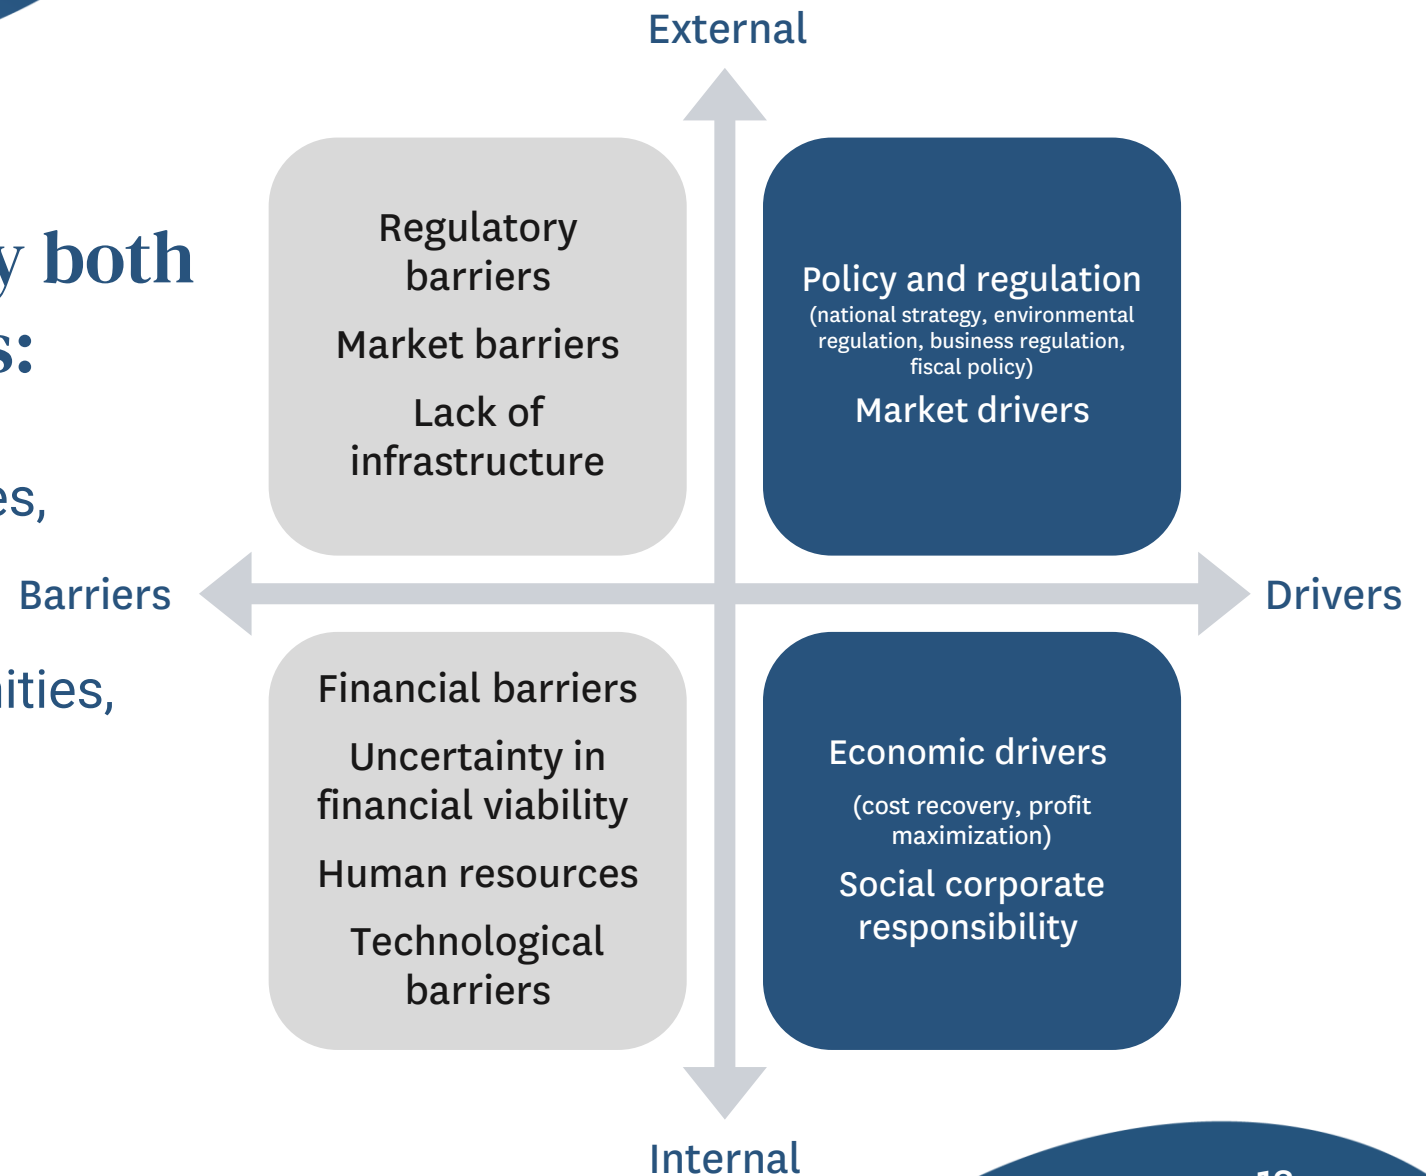 External
y both
s:
es,
ities,
Regulatory
barriers
Market barriers
Lack of
infrastructure
Policy and regulation
(national strategy, environmental
regulation, business regulation,
fiscal policy)
Market drivers
Barriers
Drivers
Financial barriers
Uncertainty in
financial viability
Human resources
Technological
barriers
Economic drivers
(cost recovery, profit
maximization)
Social corporate
responsibility
Internal